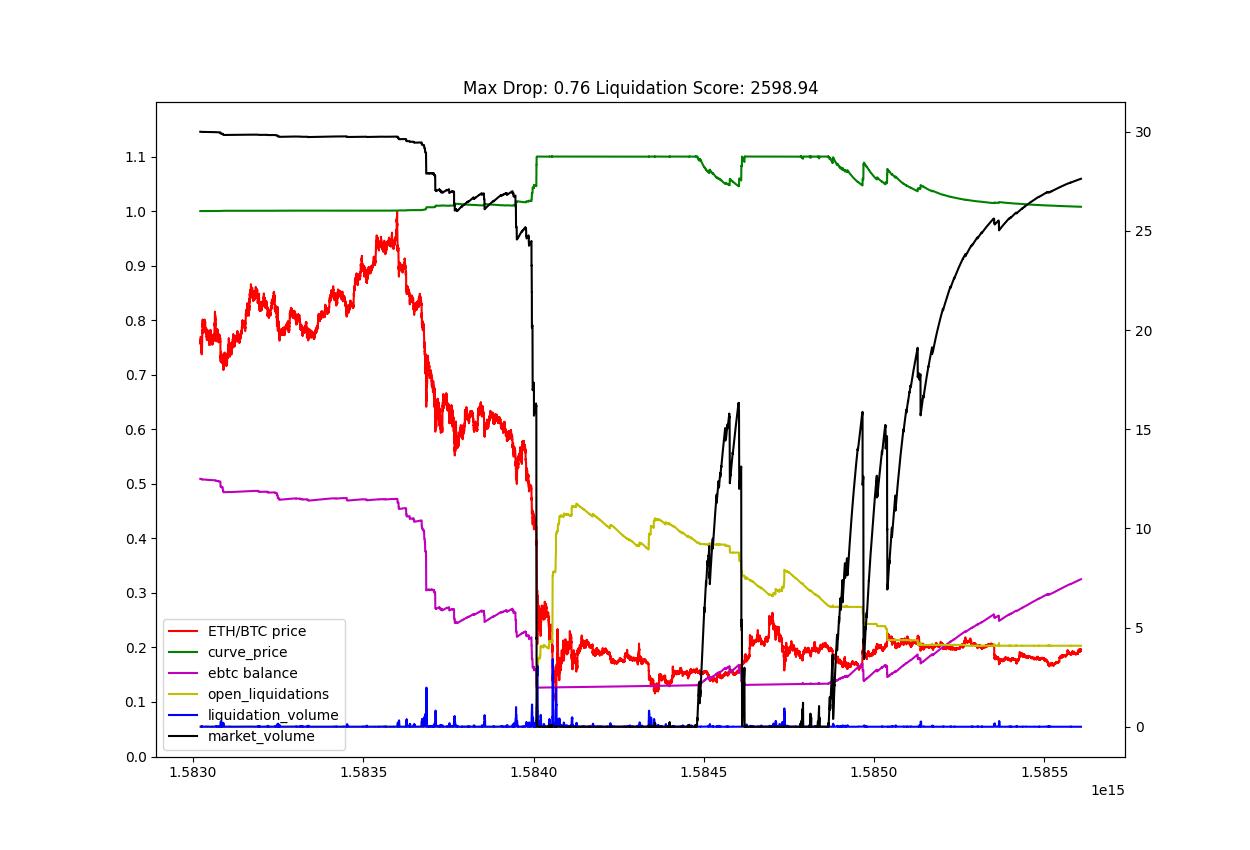 Max Drop: 0.76 Liquidation Score: 2598.94
1.1
1.0
0.9
0.8
0.7
0.6
0.5
0.4
0.3
0.2
0.1
0.0
30
25
20
15
10
5
0
ETH/BTC price
curve_price
ebtc balance
open_liquidations
liquidation_volume
market_volume
1.5830 1.5835 1.5840 1.5845 1.5850 1.5855
1e15